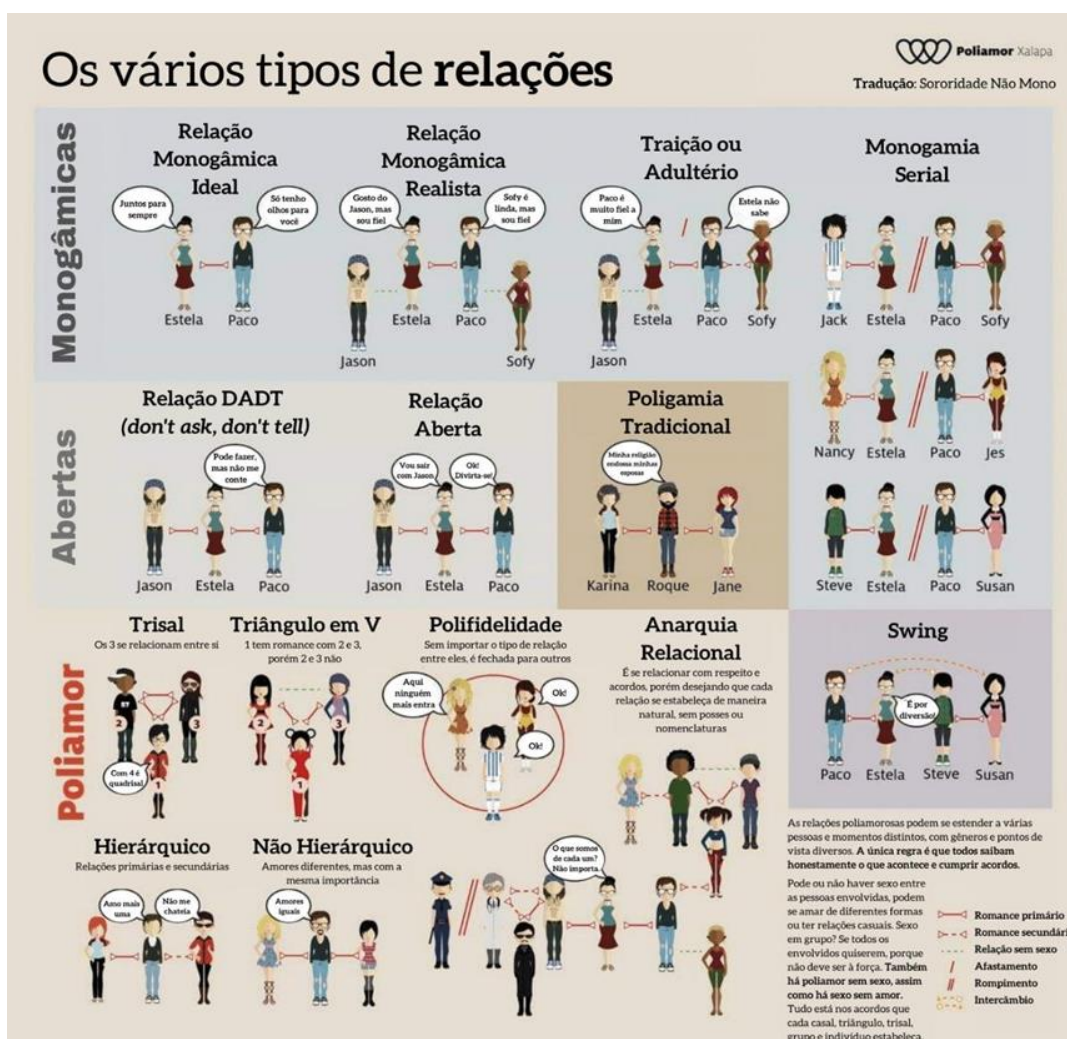 Os vários tipos de relações
Poliamor Xalapa
Tradução: Sororidade Não Mono
Monogâmicas
Relação
Monogâmica
Ideal
Juntos para
sempre
Só tenho
olhos para
você
Estela
Paco
Relação
Monogâmica
Realista
Gosto do
Jason, mas
sou fiel
Sofy é
linda, mas
sou fiel
Estela
Paco
Jason
Sofy
Traição ou
Adultério
Paco é
muito fiel a
mim
Estela não
sabe
Estela
Paco
Sofy
Jason
Monogamia
Serial
Jack
Estela
Paco
Sofy
Nancy
Estela
Paco
Jes
Steve
Estela
Paco
Susan
Abertas
Relação DADT
(don't ask, don't tell)
Pode fazer,
mas não me
conte
Jason
Estela
Paco
Relação
Aberta
Vou sair
com Jason
Ok!
Divirta-se!
Jason
Estela
Paco
Poligamia
Tradicional
Minha religião
endossa minhas
esposas
Karina
Roque
Jane
Poliamor
Trisal
Os 3 se relacionam entre si
2
3
1
Com 4 é
quadrisal
Triângulo em V
1 tem romance com 2 e 3,
porém 2 e 3 não
2
3
1
Polifidelidade
Sem importar o tipo de relação
entre eles, é fechada para outros
Aqui
ninguém
mais entra
Ok!
Ok!
Anarquia
Relacional
É se relacionar com respeito e
acordos, porém desejando que cada
relação se estabeleça de maneira
natural, sem posses ou
nomenclaturas
O que somos
de cada um?
Não importa.
Swing
É por
diversão!
Paco
Estela
Steve
Susan
Hierárquico
Relações primárias e secundárias
Amo mais
uma
Não me
chateia
Não Hierárquico
Amores diferentes, mas com a
mesma importância
Amores
iguais
As relações poliamorosas podem se estender a várias
pessoas e momentos distintos, com gêneros e pontos de
vista diversos. A única regra é que todos saibam
honestamente o que acontece e cumprir acordos.
Pode ou não haver sexo entre
as pessoas envolvidas, podem
se amar de diferentes formas
ou ter relações casuais. Sexo
em grupo? Se todos os
envolvidos quiserem, porque
não deve ser à força. Também
há poliamor sem sexo, assim
como há sexo sem amor.
Tudo está nos acordos que
cada casal, triângulo, trisal,
grupo e indivíduo estabeleça
Romance primário
Romance secundári
Relação sem sexo
Afastamento
Rompimento
Intercâmbio